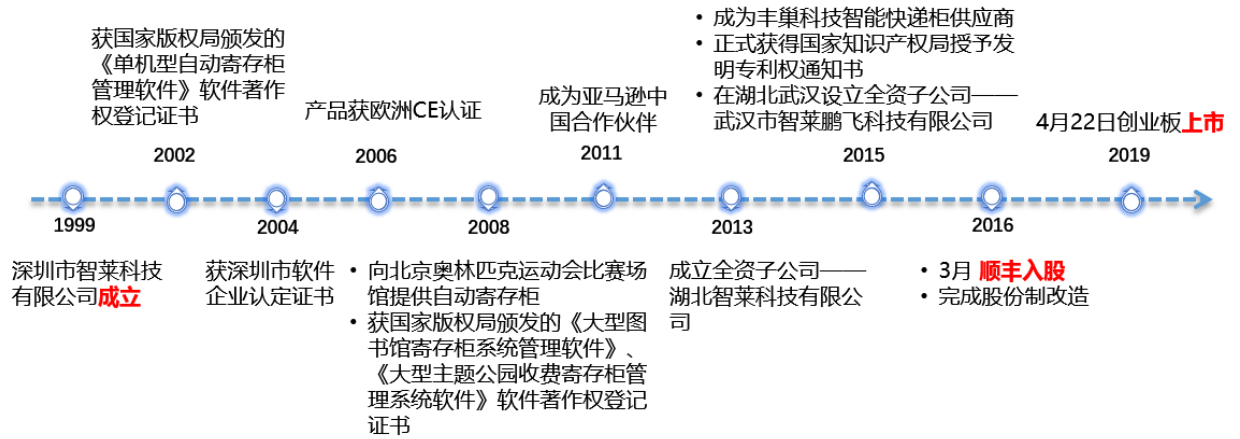 获国家版权局颁发的
《单机型自动寄存柜
管理软件》软件著作
权登记证书
2002
产品获欧洲CE认证
2006
成为亚马逊中
国合作伙伴
2011
• 成为丰巢科技智能快递柜供应商
• 正式获得国家知识产权局授予发
明专利权通知书
• 在湖北武汉设立全资子公司——
武汉市智莱鹏飞科技有限公司
2015
4月22日创业板上市
2019
1999
深圳市智莱科技
有限公司成立
2004
获深圳市软件
企业认定证书
2008
• 向北京奥林匹克运动会比赛场
馆提供自动寄存柜
• 获国家版权局颁发的《大型图
书馆寄存柜系统管理软件》、
《大型主题公园收费寄存柜管
理系统软件》软件著作权登记
证书
2013
成立全资子公司——
湖北智莱科技有限公
司
2016
• 3月 顺丰入股
• 完成股份制改造